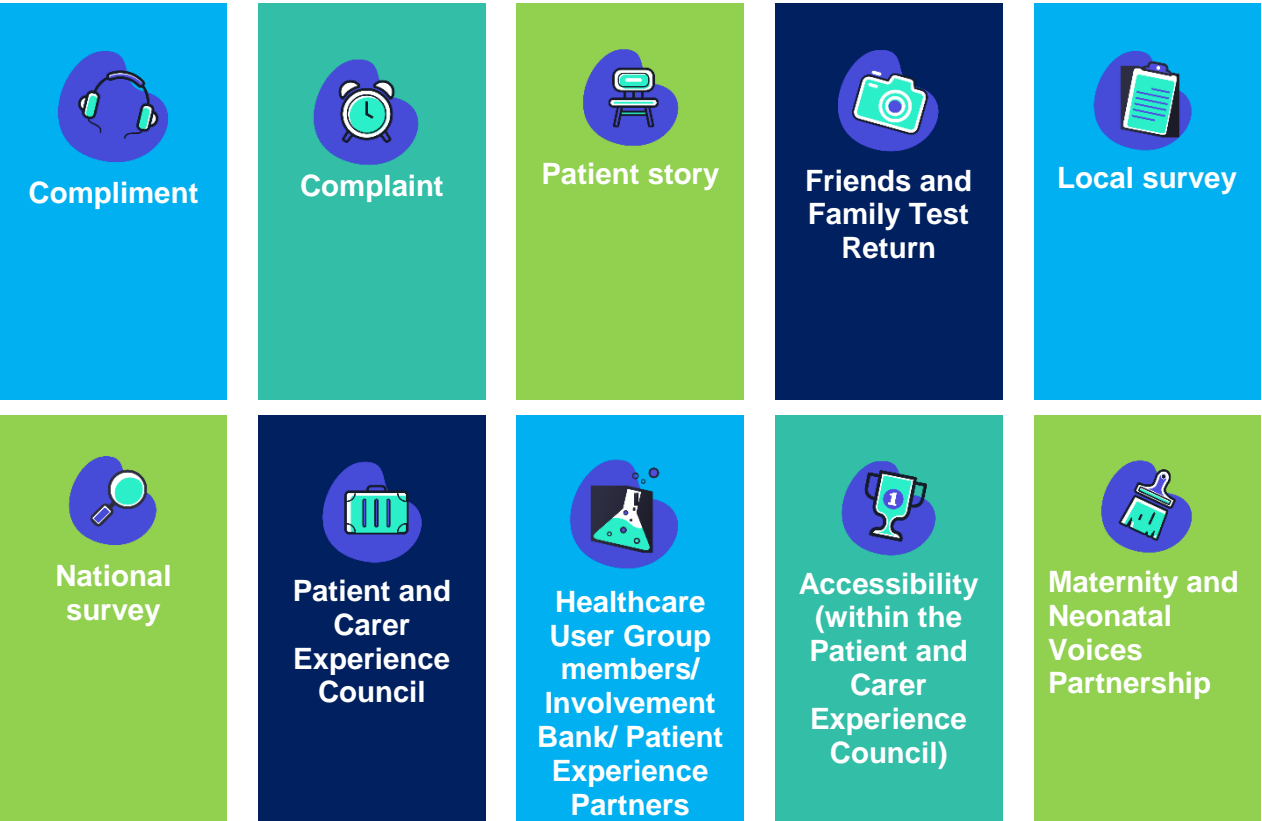 Compliment
Complaint
Patient story
Friends and
Family Test
Return
Local survey
National
survey
Patient and
Carer
Experience
Council
Healthcare
User Group
members/
Involvement
Bank/ Patient
Experience
Partners
1
Accessibility
(within the
Patient and
Carer
Experience
Council)
Maternity and
Neonatal
Voices
Partnership